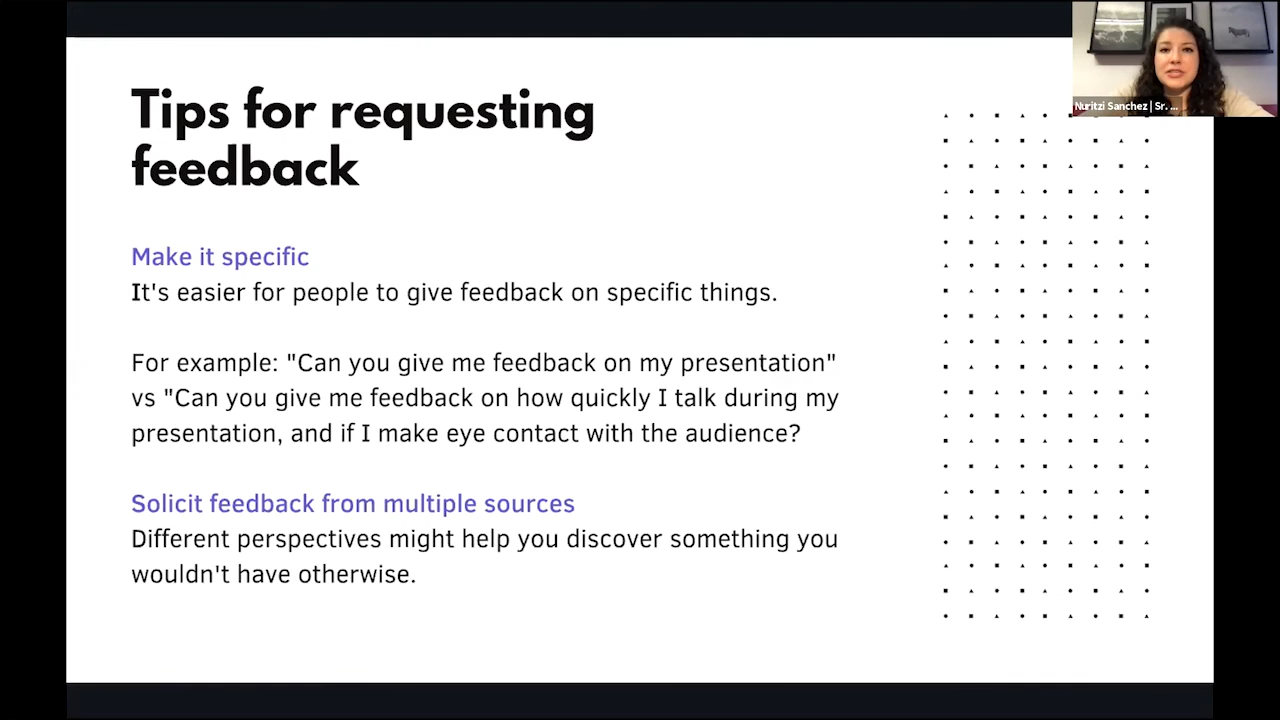 Tips for requesting
feedback
Make it specific
It's easier for people to give feedback on specific things.
For example: "Can you give me feedback on my presentation"
vs "Can you give me feedback on how quickly I talk during my
presentation, and if I make eye contact with the audience?
Solicit feedback from multiple sources
Different perspectives might help you discover something you
wouldn't have otherwise.
Nuritzi Sanchez | Sr. ...